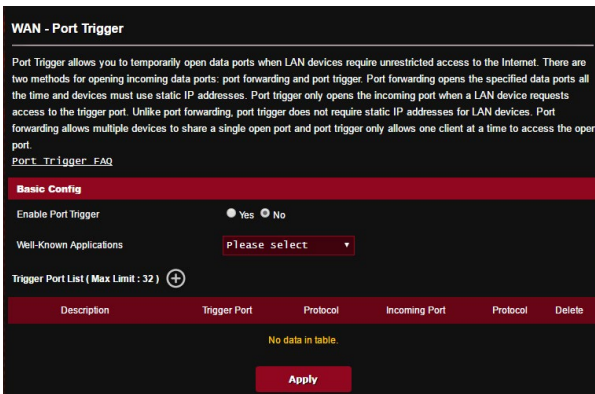 WAN - Port Trigger
Port Trigger allows you to temporarily open data ports when LAN devices require unrestricted access to the Internet. There are
two methods for opening incoming data ports: port forwarding and port trigger. Port forwarding opens the specified data ports all
the time and devices must use static IP addresses. Port trigger only opens the incoming port when a LAN device requests
access to the trigger port. Unlike port forwarding, port trigger does not require static IP addresses for LAN devices. Port
forwarding allows multiple devices to share a single open port and port trigger only allows one client at a time to access the open
port.
Port Trigger FAQ
Basic Config
Enable Port Trigger Yes No
Well-Known Applications Please select
Trigger Port List ( Max Limit : 32 )
Description Trigger Port Protocol Incoming Port Protocol Delete
No data in table.
Apply